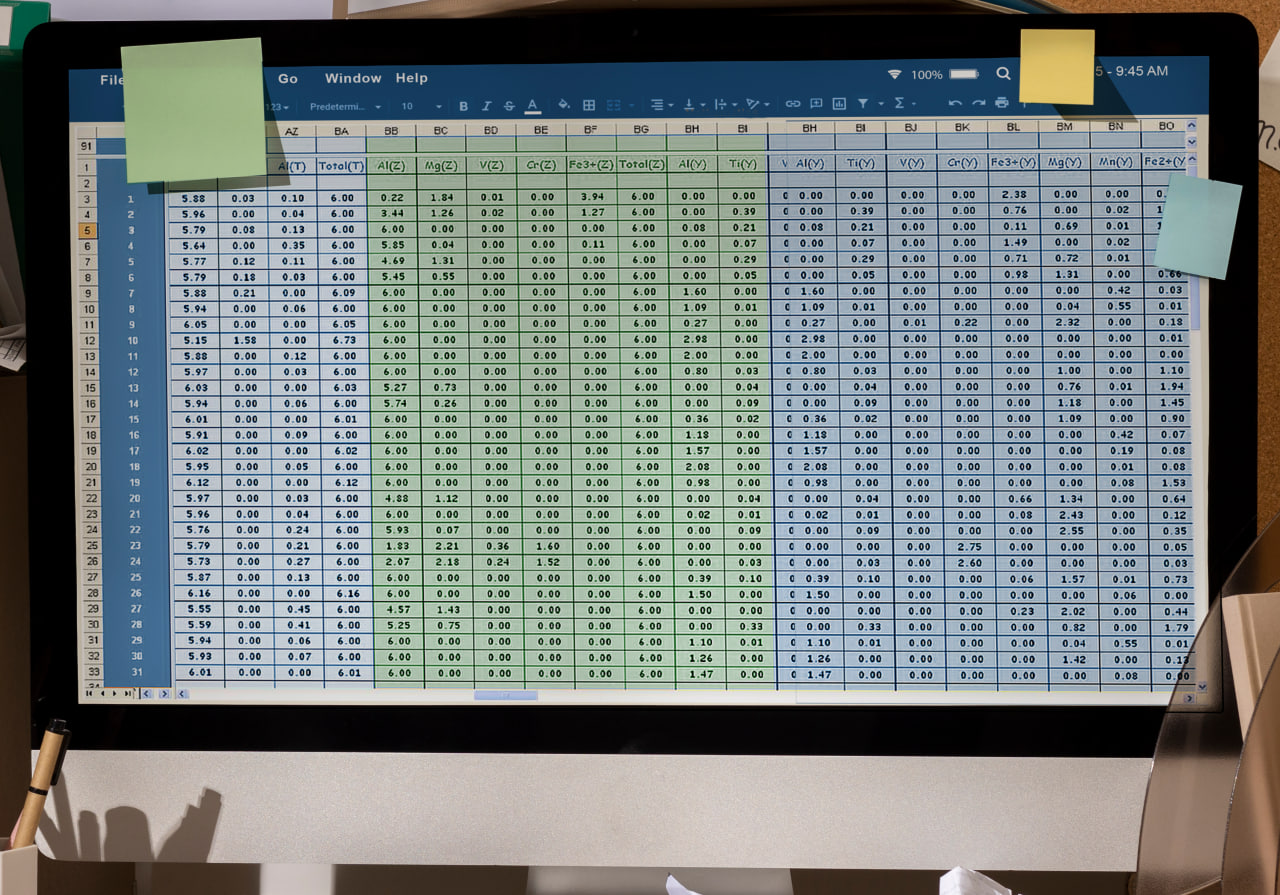 File Go Window Help 100% 5 - 9:45 AM
123 Predetermi... 10 B I S A Σ
AZ BA BB BC BD BE BF BG BH BI BH BI BJ BK BL BM BN BO
91
1 Al(T) Total(T) Al(Z) Mg(Z) V(Z) Cr(Z) Fe3+(Z) Total(Z) Al(Y) Ti(Y) V Al(Y) Ti(Y) V(Y) Cr(Y) Fe3+(Y) Mg(Y) Mn(Y) Fe2+(Y
2
3 1 5.88 0.03 0.10 6.00 0.22 1.84 0.01 0.00 3.94 6.00 0.00 0.00 0.00 0.00 0.00 0.00 2.38 0.00 0.00
4 2 5.96 0.00 0.04 6.00 3.44 1.26 0.02 0.00 1.27 6.00 0.00 0.39 0.00 0.39 0.00 0.00 0.76 0.00 0.02
5 3 5.79 0.08 0.13 6.00 6.00 0.00 0.00 0.00 0.00 6.00 0.08 0.21 0.08 0.21 0.00 0.00 0.11 0.69 0.01
6 4 5.64 0.00 0.35 6.00 5.85 0.04 0.00 0.00 0.11 6.00 0.00 0.07 0.00 0.07 0.00 0.00 1.49 0.00 0.02
7 5 5.77 0.12 0.11 6.00 4.69 1.31 0.00 0.00 0.00 6.00 0.00 0.29 0.00 0.29 0.00 0.00 0.71 0.72 0.01
8 6 5.79 0.18 0.03 6.00 5.45 0.55 0.00 0.00 0.00 6.00 0.00 0.05 0.00 0.05 0.00 0.00 0.98 1.31 0.00 0.60
9 7 5.88 0.21 0.00 6.09 6.00 0.00 0.00 0.00 0.00 6.00 1.60 0.00 1.60 0.00 0.00 0.00 0.00 0.00 0.42 0.03
10 8 5.94 0.00 0.06 6.00 6.00 0.00 0.00 0.00 0.00 6.00 1.09 0.01 1.09 0.01 0.00 0.00 0.00 0.04 0.55 0.01
11 9 6.05 0.00 0.00 6.05 6.00 0.00 0.00 0.00 0.00 6.00 0.27 0.00 0.27 0.00 0.01 0.22 0.00 2.32 0.00 0.18
12 10 5.15 1.58 0.00 6.73 6.00 0.00 0.00 0.00 0.00 6.00 2.98 0.00 2.98 0.00 0.00 0.00 0.00 0.00 0.00 0.01
13 11 5.88 0.00 0.12 6.00 6.00 0.00 0.00 0.00 0.00 6.00 2.00 0.00 2.00 0.00 0.00 0.00 0.00 0.00 0.00 0.00
14 12 5.97 0.00 0.03 6.00 6.00 0.00 0.00 0.00 0.00 6.00 0.80 0.03 0.80 0.03 0.00 0.00 0.00 1.00 0.00 1.10
15 13 6.03 0.00 0.00 6.03 5.27 0.73 0.00 0.00 0.00 6.00 0.00 0.04 0.00 0.04 0.00 0.00 0.00 0.76 0.01 1.94
16 14 5.94 0.00 0.06 6.00 5.74 0.26 0.00 0.00 0.00 6.00 0.00 0.09 0.00 0.09 0.00 0.00 0.00 1.18 0.00 1.45
17 15 6.01 0.00 0.00 6.01 6.00 0.00 0.00 0.00 0.00 6.00 0.36 0.02 0.36 0.02 0.00 0.00 0.00 1.09 0.00 0.90
18 16 5.91 0.00 0.09 6.00 6.00 0.00 0.00 0.00 0.00 6.00 1.18 0.00 1.18 0.00 0.00 0.00 0.00 0.00 0.42 0.07
19 17 6.02 0.00 0.00 6.02 6.00 0.00 0.00 0.00 0.00 6.00 1.57 0.00 1.57 0.00 0.00 0.00 0.00 0.00 0.19 0.08
20 18 5.95 0.00 0.05 6.00 6.00 0.00 0.00 0.00 0.00 6.00 2.08 0.00 2.08 0.00 0.00 0.00 0.00 0.00 0.01 0.08
21 19 6.12 0.00 0.00 6.12 6.00 0.00 0.00 0.00 0.00 6.00 0.98 0.00 0.98 0.00 0.00 0.00 0.00 0.00 0.08 1.53
22 20 5.97 0.00 0.03 6.00 4.88 1.12 0.00 0.00 0.00 6.00 0.00 0.04 0.00 0.04 0.00 0.00 0.66 1.34 0.00 0.64
23 21 5.96 0.00 0.04 6.00 6.00 0.00 0.00 0.00 0.00 6.00 0.02 0.01 0.02 0.01 0.00 0.00 0.08 2.43 0.00 0.12
24 22 5.76 0.00 0.24 6.00 5.93 0.07 0.00 0.00 0.00 6.00 0.00 0.09 0.00 0.09 0.00 0.00 0.00 2.55 0.00 0.35
25 23 5.79 0.00 0.21 6.00 1.83 2.21 0.36 1.60 0.00 6.00 0.00 0.00 0.00 0.00 0.00 2.75 0.00 0.00 0.00 0.05
26 24 5.73 0.00 0.27 6.00 2.07 2.18 0.24 1.52 0.00 6.00 0.00 0.03 0.00 0.03 0.00 2.60 0.00 0.00 0.00 0.03
27 25 5.87 0.00 0.13 6.00 6.00 0.00 0.00 0.00 0.00 6.00 0.39 0.10 0.39 0.10 0.00 0.00 0.06 1.57 0.01 0.73
28 26 6.16 0.00 0.00 6.16 6.00 0.00 0.00 0.00 0.00 6.00 1.50 0.00 1.50 0.00 0.00 0.00 0.00 0.00 0.06 0.00
29 27 5.55 0.00 0.45 6.00 4.57 1.43 0.00 0.00 0.00 6.00 0.00 0.00 0.00 0.00 0.00 0.00 0.23 2.02 0.00 0.44
30 28 5.59 0.00 0.41 6.00 5.25 0.75 0.00 0.00 0.00 6.00 0.00 0.33 0.00 0.33 0.00 0.00 0.00 0.82 0.00 1.79
31 29 5.94 0.00 0.06 6.00 6.00 0.00 0.00 0.00 0.00 6.00 1.10 0.01 1.10 0.01 0.00 0.00 0.00 0.04 0.55 0.01
32 30 5.93 0.00 0.07 6.00 6.00 0.00 0.00 0.00 0.00 6.00 1.26 0.00 1.26 0.00 0.00 0.00 0.00 1.42 0.00 0.13
33 31 6.01 0.00 0.00 6.01 6.00 0.00 0.00 0.00 0.00 6.00 1.47 0.00 1.47 0.00 0.00 0.00 0.00 0.00 0.08 0.00